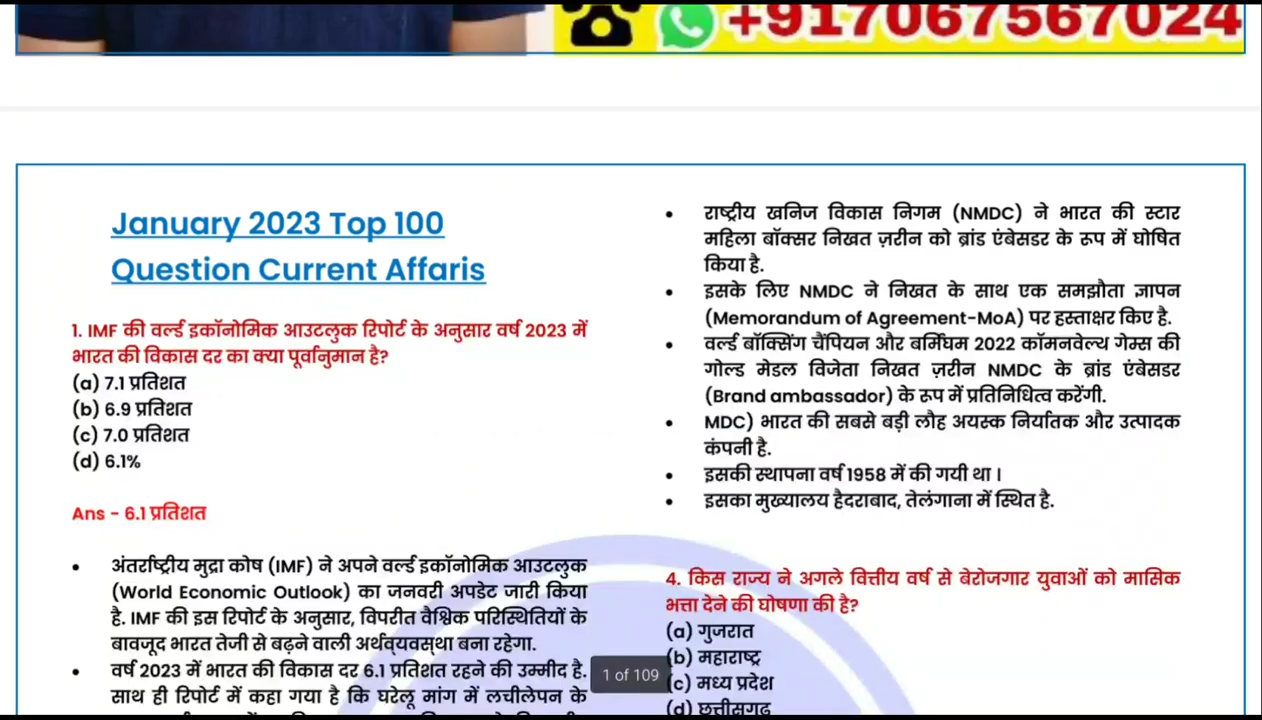 +917067567024
January 2023 Top 100
Question Current Affaris
1. IMF की वर्ल्ड इकॉनोमिक आउटलुक रिपोर्ट के अनुसार वर्ष 2023 में
भारत की विकास दर का क्या पूर्वानुमान है?
(a) 7.1 प्रतिशत
(b) 6.9 प्रतिशत
(c) 7.0 प्रतिशत
(d) 6.1%
Ans - 6.1 प्रतिशत
• अंतर्राष्ट्रीय मुद्रा कोष (IMF) ने अपने वर्ल्ड इकॉनोमिक आउटलुक
(World Economic Outlook) का जनवरी अपडेट जारी किया
है. IMF की इस रिपोर्ट के अनुसार, विपरीत वैश्विक परिस्थितियों के
बावजूद भारत तेजी से बढ़ने वाली अर्थव्यवस्था बना रहेगा.
• वर्ष 2023 में भारत की विकास दर 6.1 प्रतिशत रहने की उम्मीद है.
साथ ही रिपोर्ट में कहा गया है कि घरेलू मांग में लचीलेपन के
• राष्ट्रीय खनिज विकास निगम (NMDC) ने भारत की स्टार
महिला बॉक्सर निखत ज़रीन को ब्रांड एंबेसडर के रूप में घोषित
किया है.
• इसके लिए NMDC ने निखत के साथ एक समझौता ज्ञापन
(Memorandum of Agreement-MoA) पर हस्ताक्षर किए है.
• वर्ल्ड बॉक्सिंग चैंपियन और बर्मिंघम 2022 कॉमनवेल्थ गेम्स की
गोल्ड मेडल विजेता निखत ज़रीन NMDC के ब्रांड एंबेसडर
(Brand ambassador) के रूप में प्रतिनिधित्व करेंगी.
• MDC) भारत की सबसे बड़ी लौह अयस्क निर्यातक और उत्पादक
कंपनी है.
• इसकी स्थापना वर्ष 1958 में की गयी था ।
• इसका मुख्यालय हैदराबाद, तेलंगाना में स्थित है.
4. किस राज्य ने अगले वित्तीय वर्ष से बेरोजगार युवाओं को मासिक
भत्ता देने की घोषणा की है?
(a) गुजरात
(b) महाराष्ट्र
(c) मध्य प्रदेश
(d) छत्तीसगढ़
1 of 109